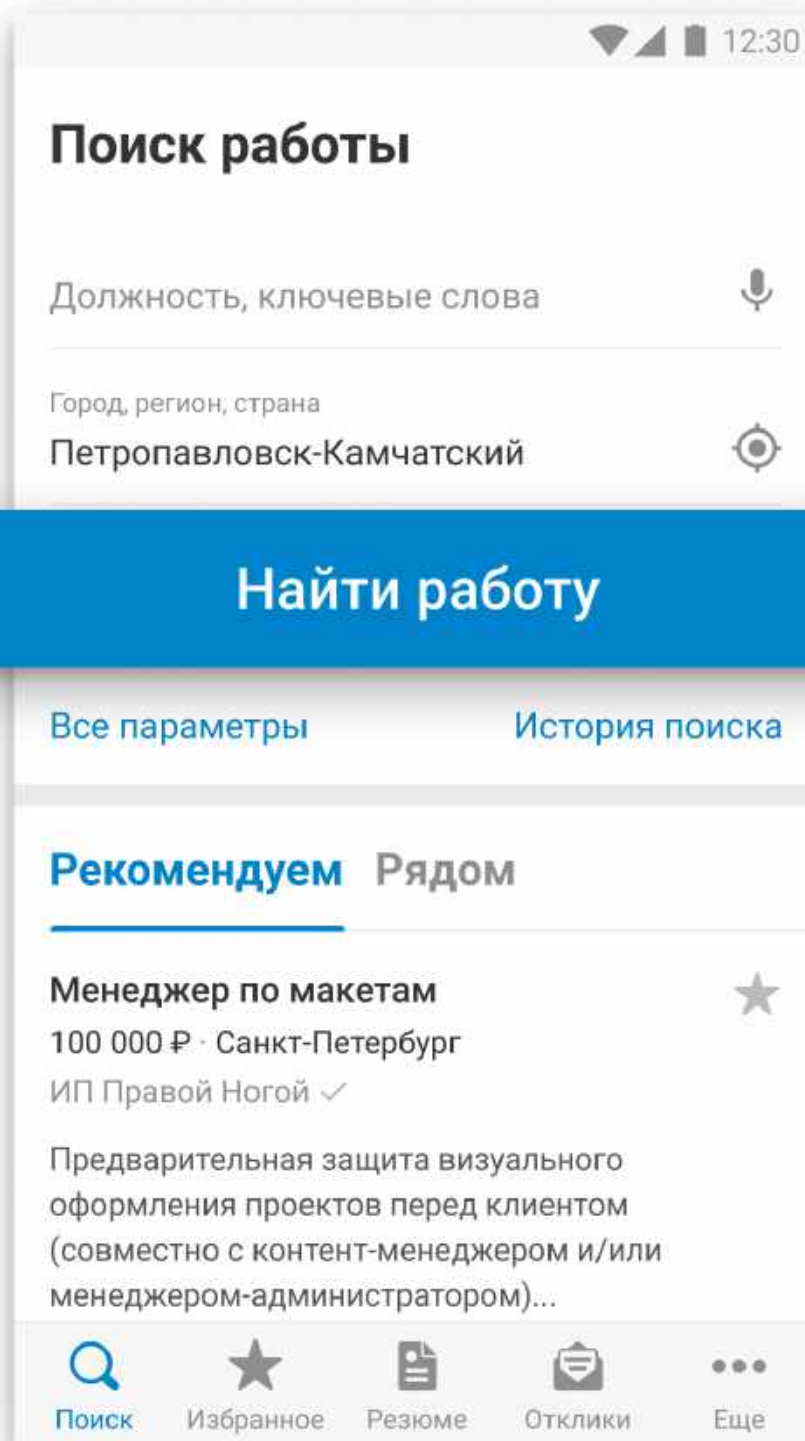 12:30
Поиск работы
Должность, ключевые слова
Город, регион, страна
Петропавловск-Камчатский
Найти работу
Все параметры История поиска
Рекомендуем Рядом
Менеджер по макетам
100 000 ₽ · Санкт-Петербург
ИП Правой Ногой
Предварительная защита визуального
оформления проектов перед клиентом
(совместно с контент-менеджером и/или
менеджером-администратором)...
Поиск Избранное Резюме Отклики Еще